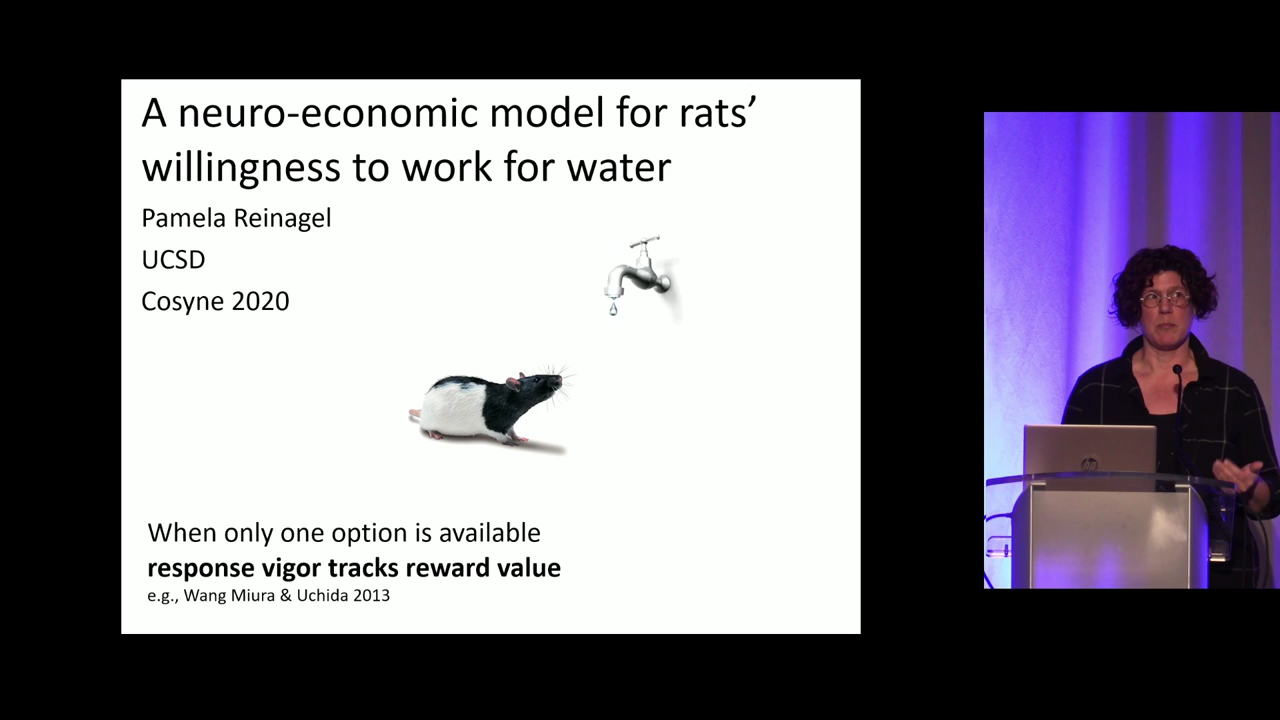 A neuro-economic model for rats’
willingness to work for water
Pamela Reinagel
UCSD
Cosyne 2020
When only one option is available
response vigor tracks reward value
e.g., Wang Miura & Uchida 2013